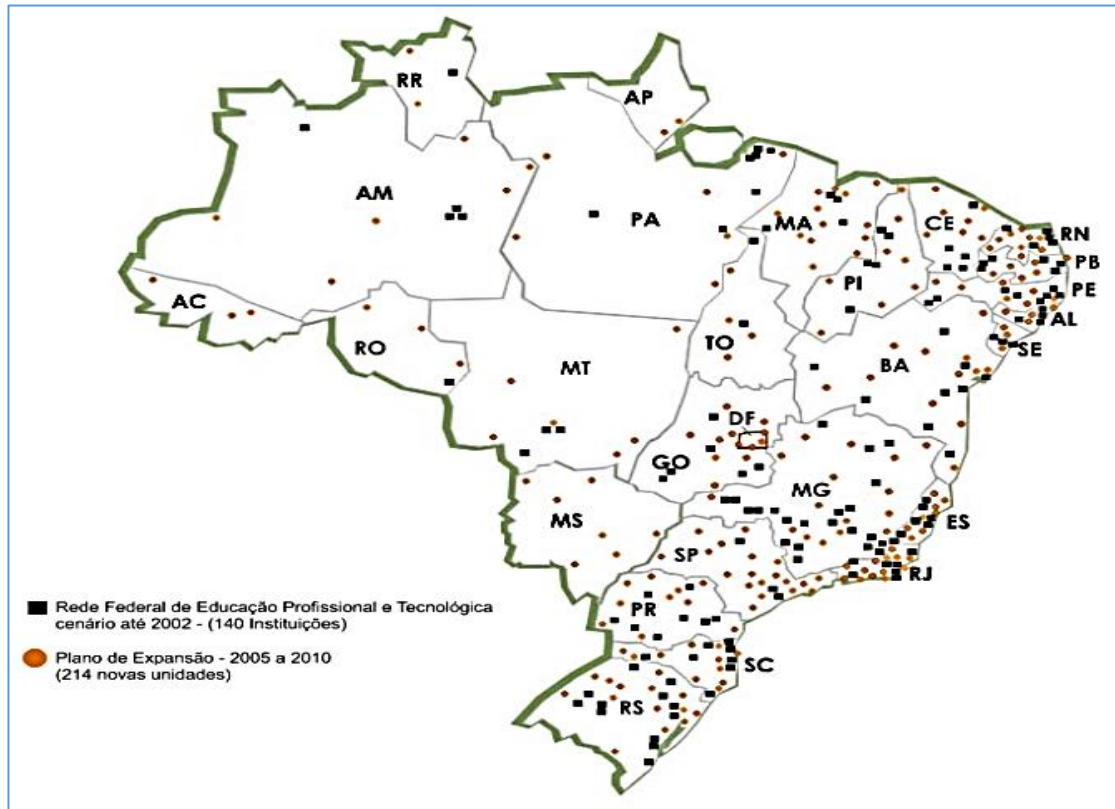 RR
AP
AM
PA
MA
CE
RN
PB
PE
AL
SE
PI
AC
RO
TO
MT
BA
DF
GO
MG
ES
MS
SP
RJ
PR
SC
RS
Rede Federal de Educação Profissional e Tecnológica
cenário até 2002 - (140 Instituições)
Plano de Expansão - 2005 a 2010
(214 novas unidades)